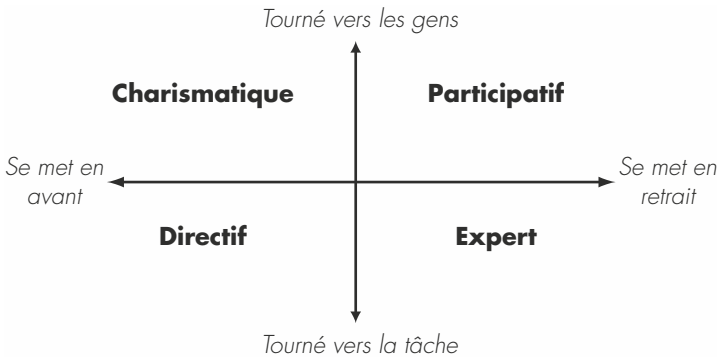 Tourné vers les gens
Charismatique
Participatif
Se met en
avant
Se met en
retrait
Directif
Expert
Tourné vers la tâche